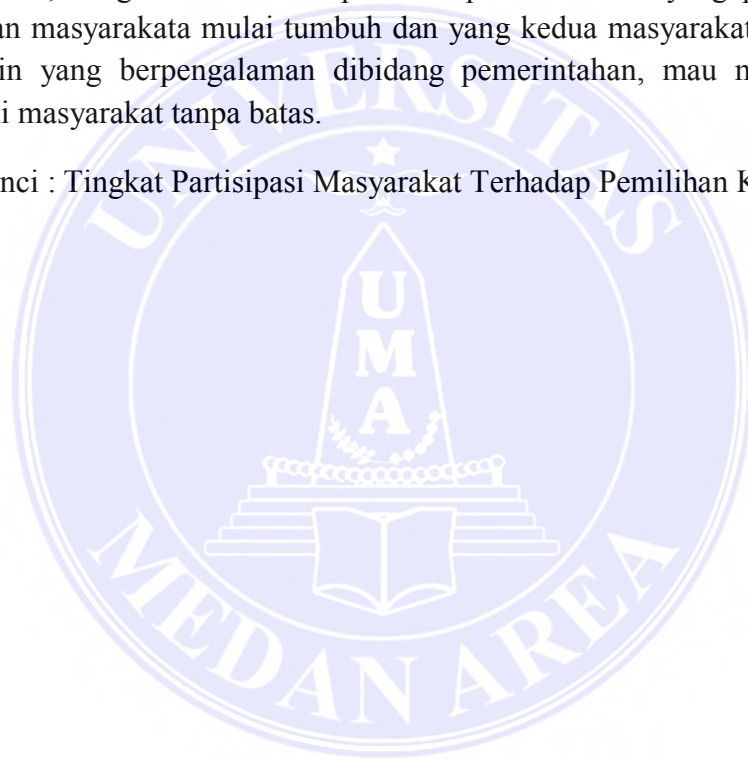 yang
an masyarakata mulai tumbuh dan yang kedua masyarakat
in yang berpengalaman dibidang pemerintahan, mau m
i masyarakat tanpa batas.
nci : Tingkat Partisipasi Masyarakat Terhadap Pemilihan K
UNIVERSITAS
U
M
A
MEDAN AREA